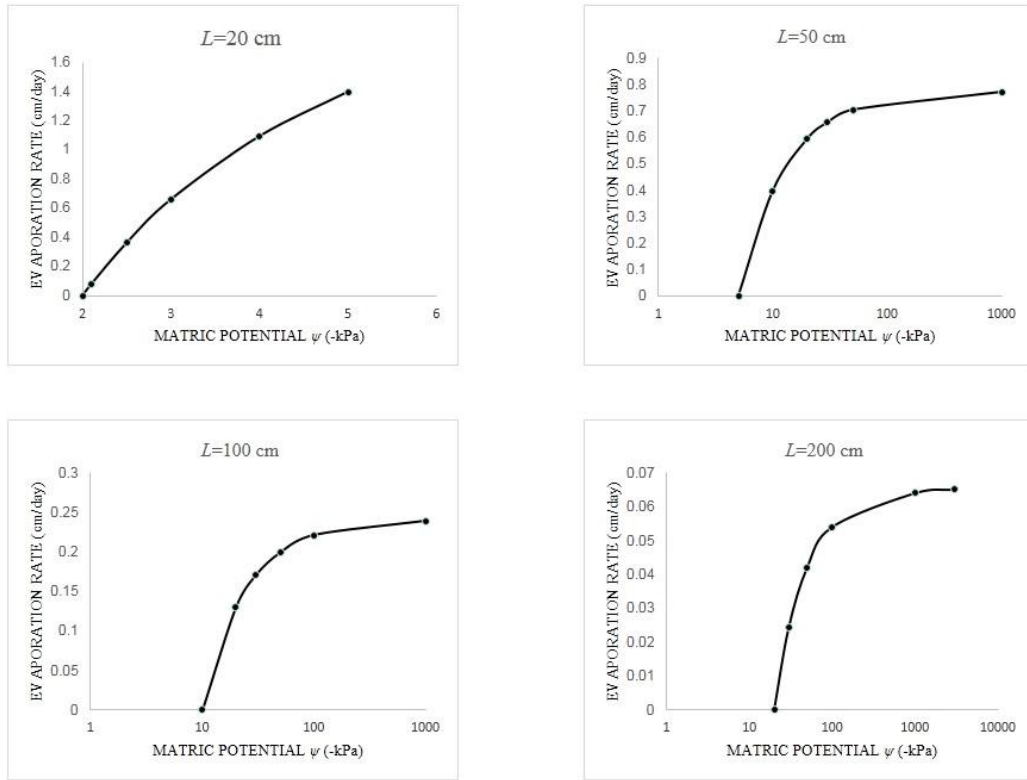 L=20 cm
EV APORATION RATE (cm/day)
1.6
1.4
1.2
1
0.8
0.6
0.4
0.2
0
2 3 4 5 6
MATRIC POTENTIAL ψ (-kPa)
L=50 cm
EV APORATION RATE (cm/day)
0.9
0.8
0.7
0.6
0.5
0.4
0.3
0.2
0.1
0
1 10 100 1000
MATRIC POTENTIAL ψ (-kPa)
L=100 cm
EV APORATION RATE (cm/day)
0.3
0.25
0.2
0.15
0.1
0.05
0
1 10 100 1000
MATRIC POTENTIAL ψ (-kPa)
L=200 cm
EV APORATION RATE (cm/day)
0.07
0.06
0.05
0.04
0.03
0.02
0.01
0
1 10 100 1000 10000
MATRIC POTENTIAL ψ (-kPa)